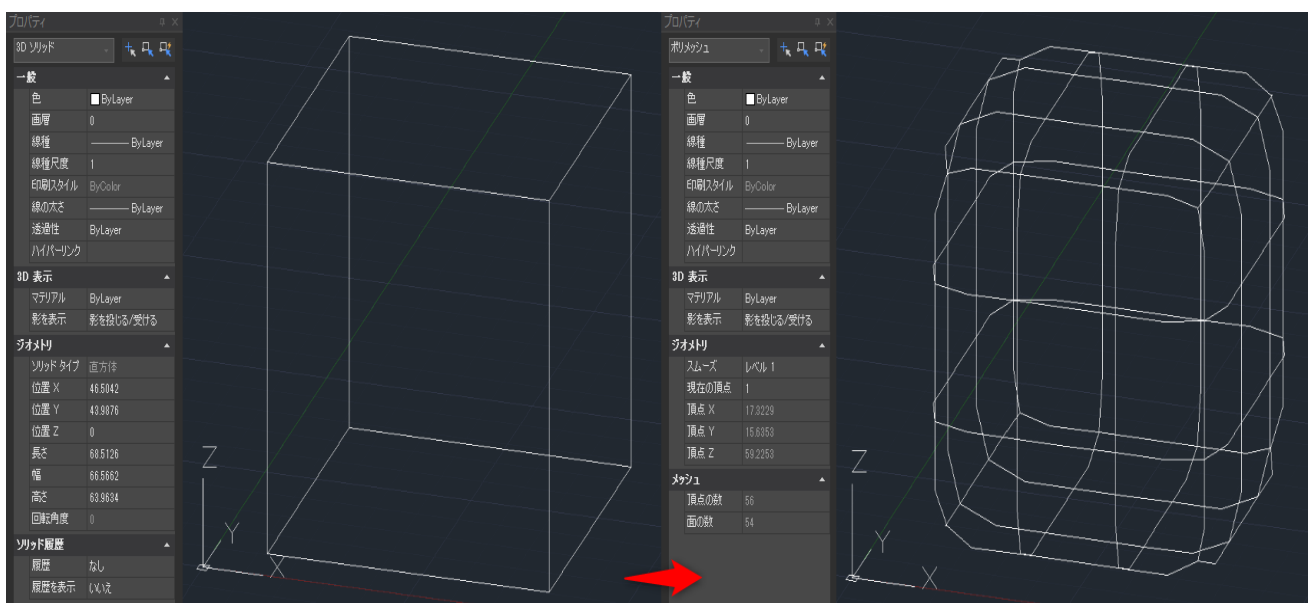 プロパティ
3D ソリッド
一般
色 ByLayer
画層 0
線種 ByLayer
線種尺度 1
印刷スタイル ByColor
線の太さ ByLayer
透過性 ByLayer
ハイパーリンク
3D 表示
マテリアル ByLayer
影を表示 影を投じる/受ける
ジオメトリ
ソリッド タイプ 直方体
位置 X 46.5042
位置 Y 43.9876
位置 Z 0
長さ 68.5126
幅 66.5662
高さ 63.9634
回転角度 0
ソリッド履歴
履歴 なし
履歴を表示 いいえ
Z
Y
X
プロパティ
ポリメッシュ
一般
色 ByLayer
画層 0
線種 ByLayer
線種尺度 1
印刷スタイル ByColor
線の太さ ByLayer
透過性 ByLayer
ハイパーリンク
3D 表示
マテリアル ByLayer
影を表示 影を投じる/受ける
ジオメトリ
スムーズ レベル 1
現在の頂点 1
頂点 X 17.3229
頂点 Y 15.6353
頂点 Z 59.2253
メッシュ
頂点の数 56
面の数 54
Z
Y
X